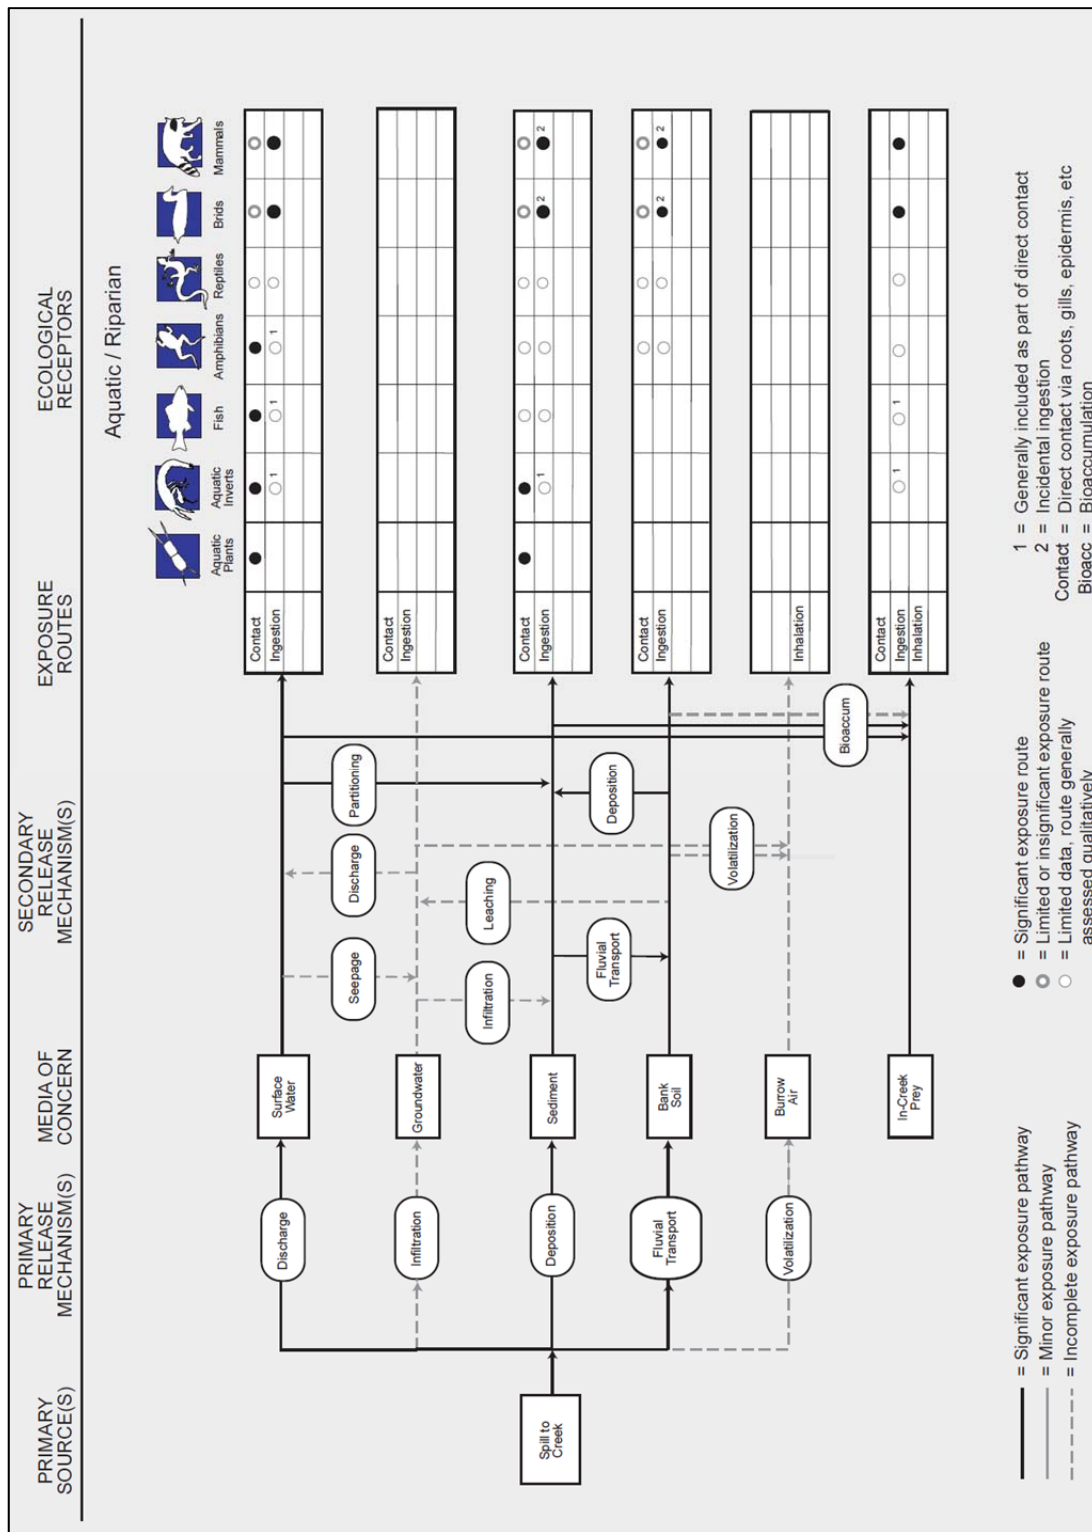 PRIMARY
SOURCE(S)
PRIMARY
RELEASE
MECHANISM(S)
MEDIA OF
CONCERN
SECONDARY
RELEASE
MECHANISM(S)
EXPOSURE
ROUTES
ECOLOGICAL
RECEPTORS
Aquatic / Riparian
Aquatic
Plants
Aquatic
Inverts
Fish
Amphibians
Reptiles
Brids
Mammals
Spill to
Creek
Discharge
Surface
Water
Seepage
Discharge
Partitioning
Contact
Ingestion
1
1
1
Infiltration
Groundwater
Contact
Ingestion
Infiltration
Leaching
Deposition
Sediment
Contact
Ingestion
1
2
2
Fluvial
Transport
Deposition
Fluvial
Transport
Bank
Soil
Contact
Ingestion
2
2
Volatilization
Volatilization
Burrow
Air
Inhalation
Bioaccum
In-Creek
Prey
Contact
Ingestion
Inhalation
1
1
= Significant exposure pathway
= Minor exposure pathway
= Incomplete exposure pathway
= Significant exposure route
= Limited or insignificant exposure route
= Limited data, route generally
assessed qualitatively
1 = Generally included as part of direct contact
2 = Incidental ingestion
Contact = Direct contact via roots, gills, epidermis, etc
Bioacc = Bioaccumulation